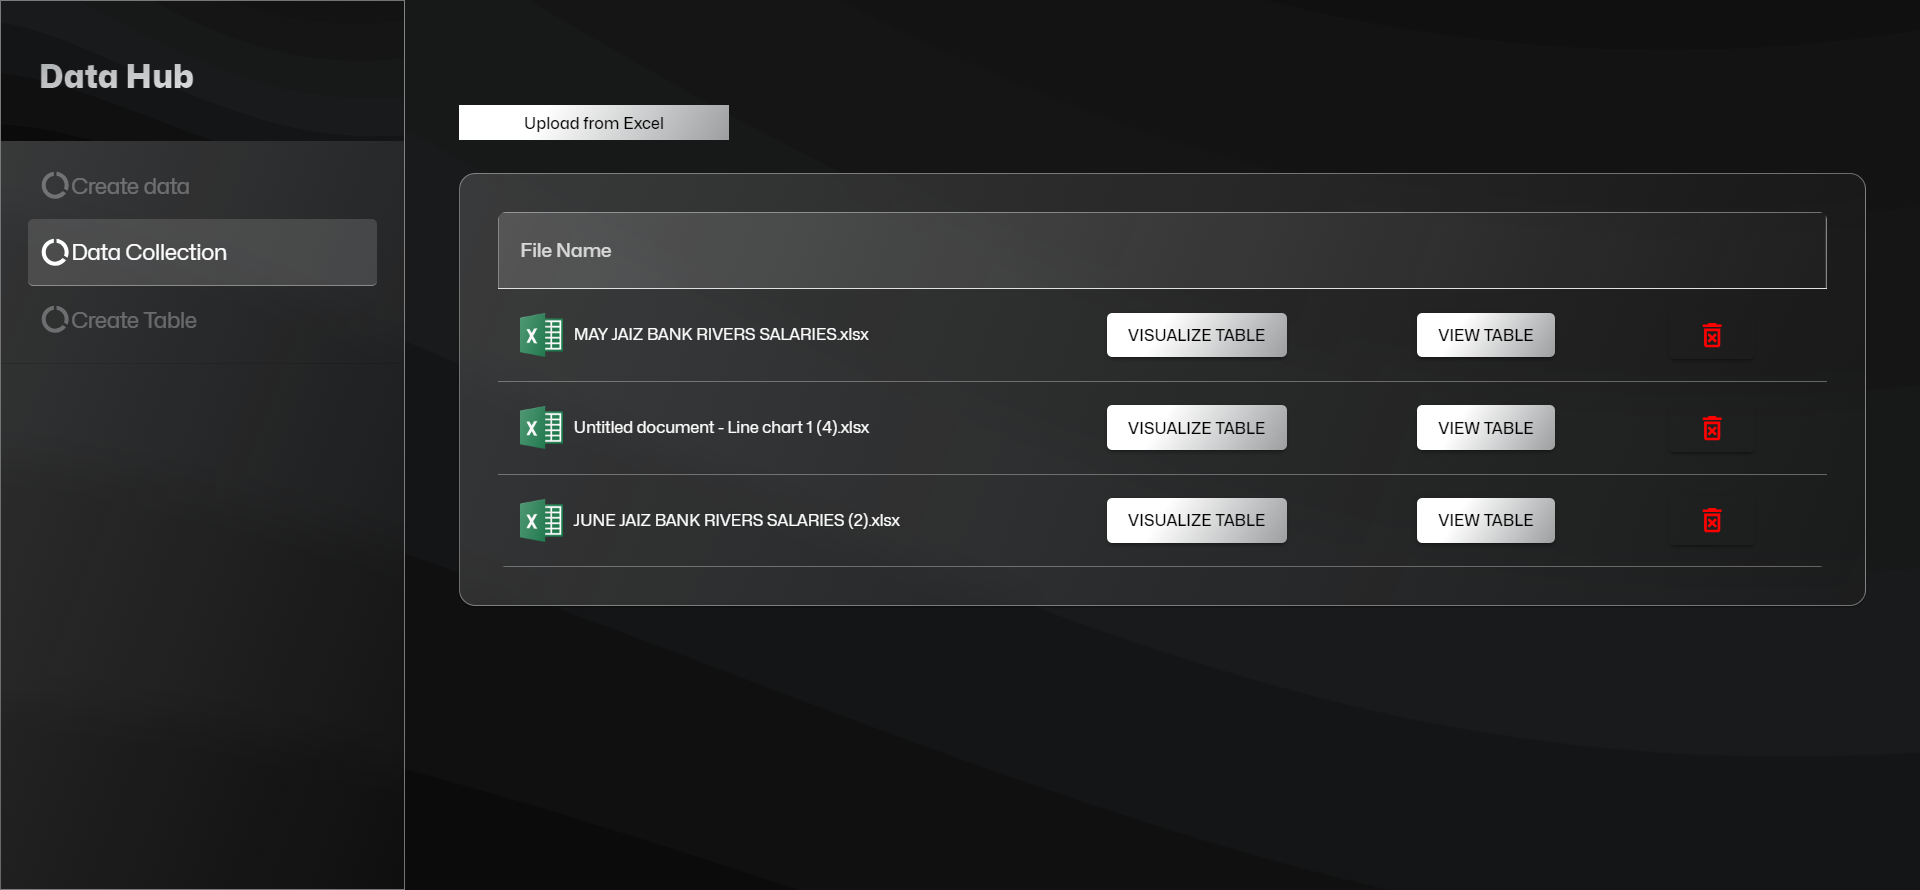 Data Hub
Create data
Data Collection
Create Table
Upload from Excel
File Name
MAY JAIZ BANK RIVERS SALARIES.xlsx VISUALIZE TABLE VIEW TABLE
Untitled document - Line chart 1 (4).xlsx VISUALIZE TABLE VIEW TABLE
JUNE JAIZ BANK RIVERS SALARIES (2).xlsx VISUALIZE TABLE VIEW TABLE